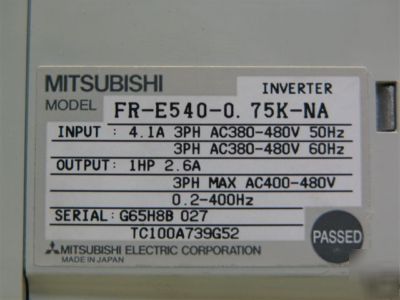 MITSUBISHI INVERTER
MODEL FR-E540-0.75K-NA
INPUT : 4.1A 3PH AC380-480V 50Hz
3PH AC380-480V 60Hz
OUTPUT: 1HP 2.6A
3PH MAX AC400-480V
0.2-400Hz
SERIAL: G65H8B 027
TC100A739G52
PASSED
MITSUBISHI ELECTRIC CORPORATION
MADE IN JAPAN